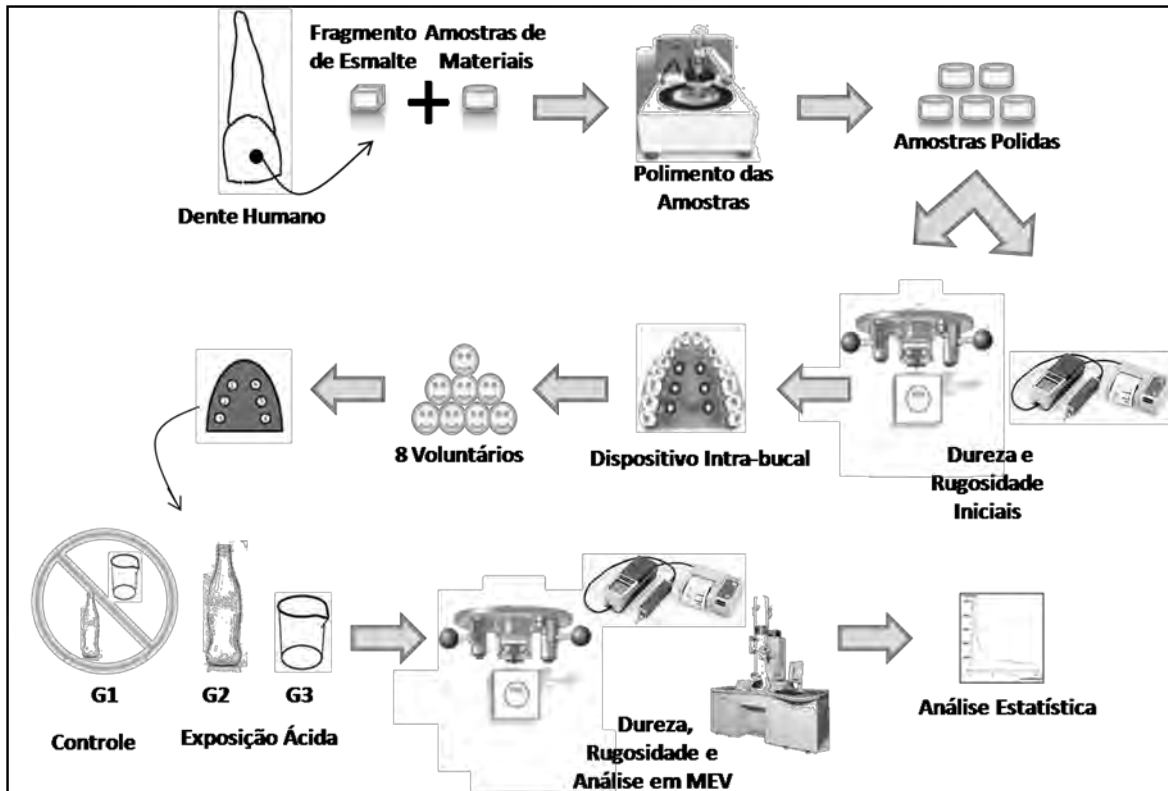 Fragmento
de Esmalte
Amostras de
Materiais
Dente Humano
Polimento das
Amostras
Amostras Polidas
8 Voluntários
Dispositivo Intra-bucal
Dureza e
Rugosidade
Iniciais
G1
G2
G3
Controle
Exposição Ácida
Dureza,
Rugosidade e
Análise em MEV
Análise Estatística